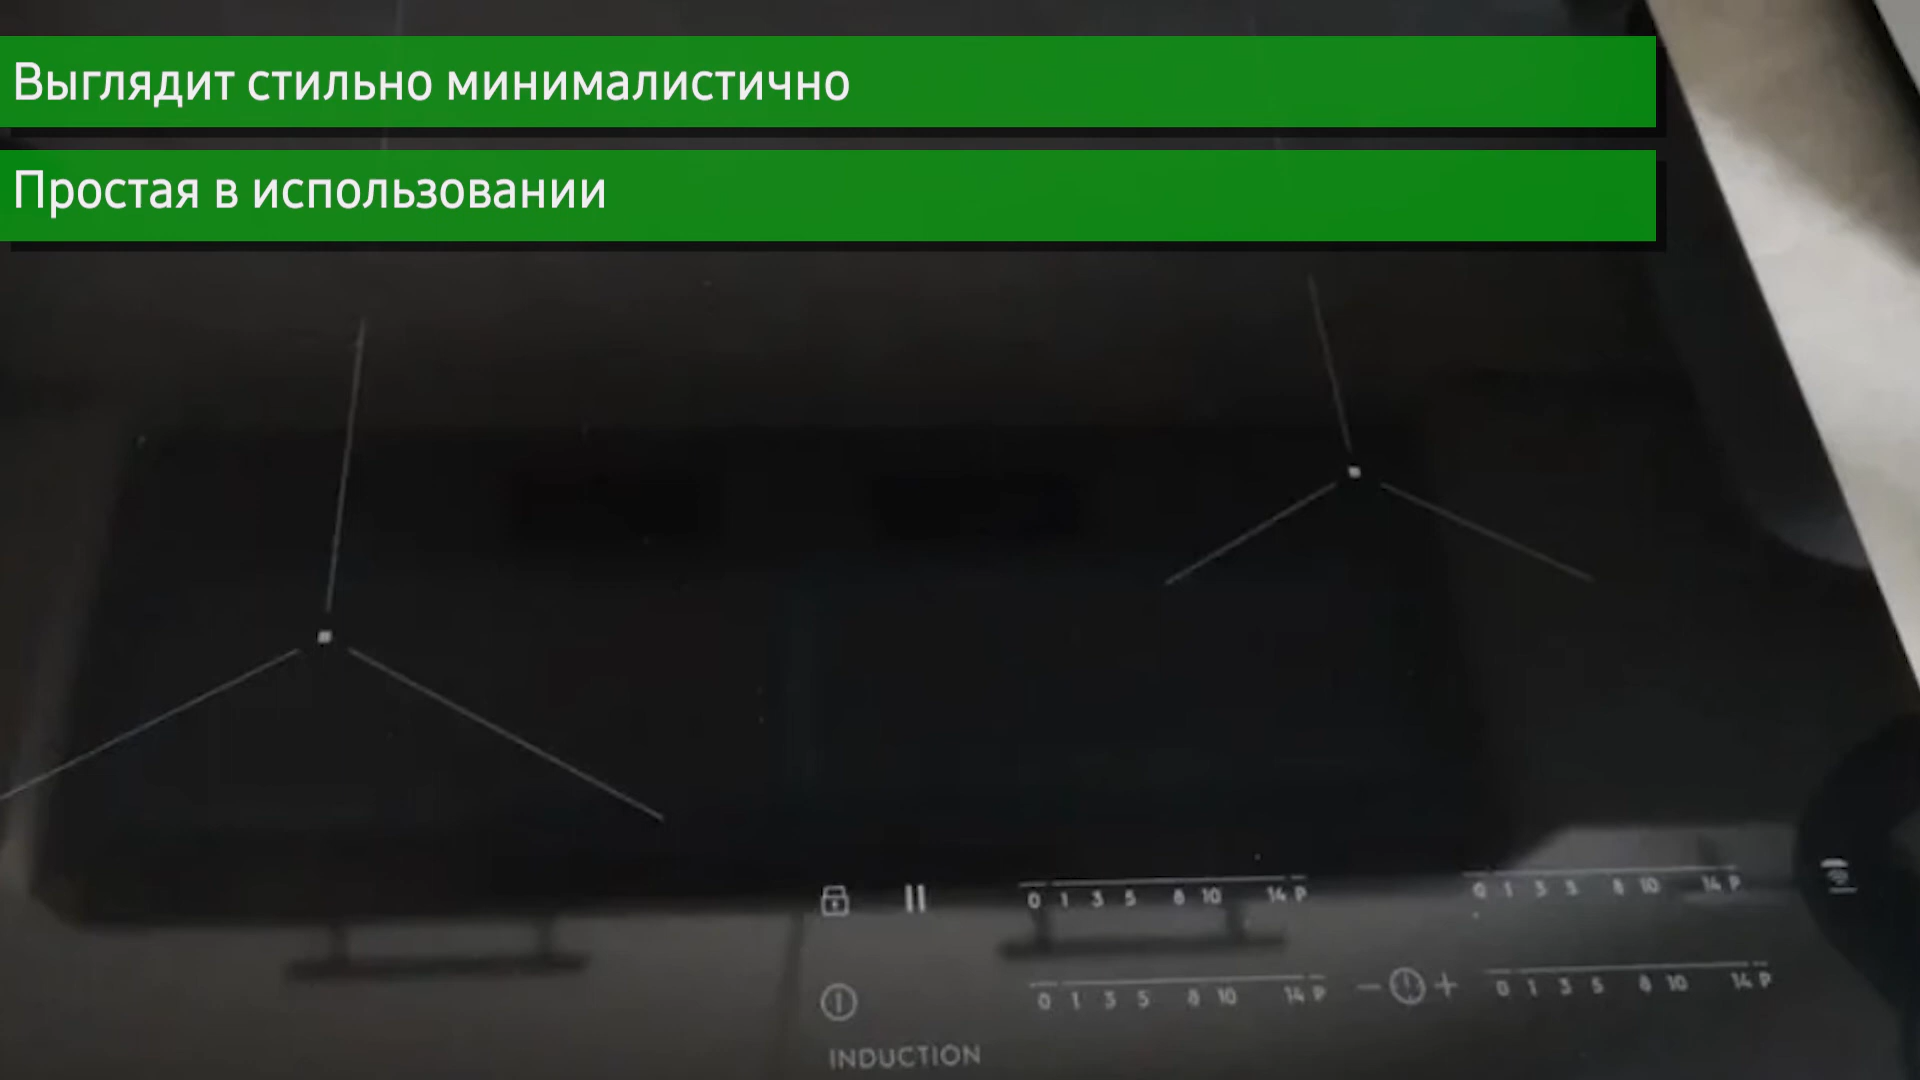 Выглядит стильно минималистично
Простая в использовании
0 1 3 5 8 10 14 P
0 1 3 5 8 10 14 P
0 1 3 5 8 10 14 P
− +
0 1 3 5 8 10 14 P
INDUCTION